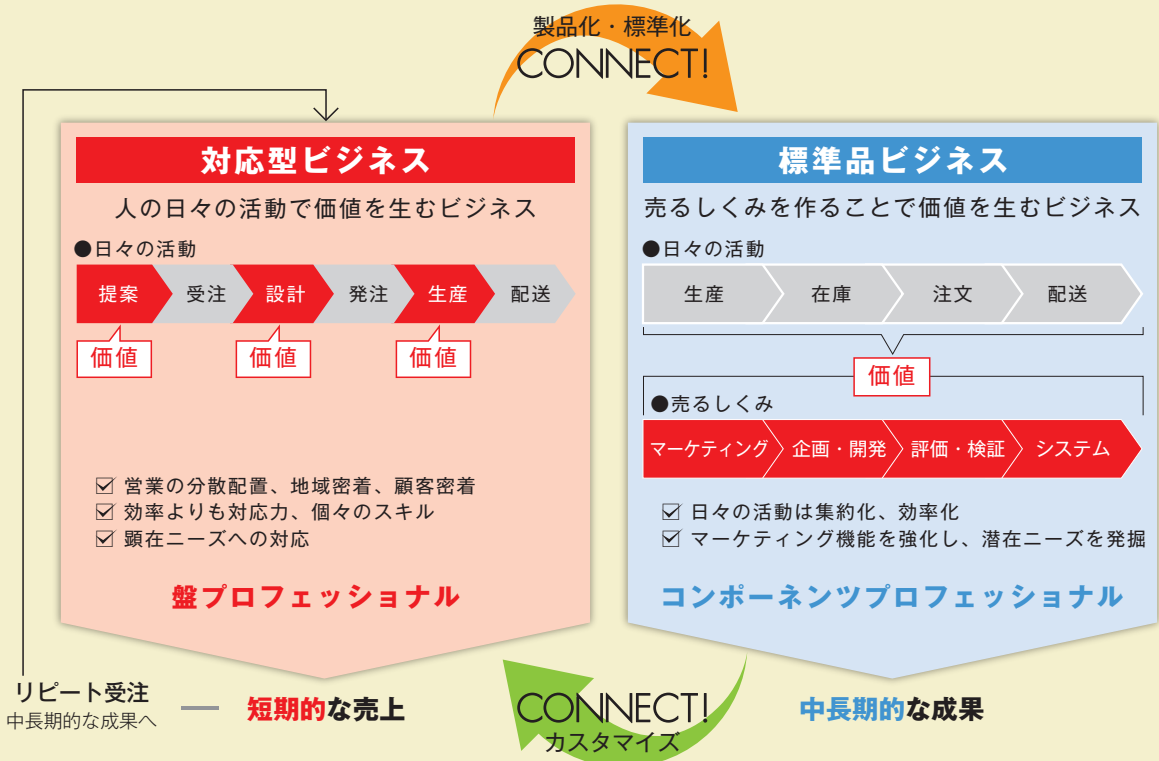 製品化・標準化
CONNECT!
対応型ビジネス
人の日々の活動で価値を生むビジネス
●日々の活動
提案 受注 設計 発注 生産 配送
価値 価値 価値
☑ 営業の分散配置、地域密着、顧客密着
☑ 効率よりも対応力、個々のスキル
☑ 顕在ニーズへの対応
盤プロフェッショナル
標準品ビジネス
売るしくみを作ることで価値を生むビジネス
●日々の活動
生産 在庫 注文 配送
価値
●売るしくみ
マーケティング 企画・開発 評価・検証 システム
☑ 日々の活動は集約化、効率化
☑ マーケティング機能を強化し、潜在ニーズを発掘
コンポーネンツプロフェッショナル
リピート受注
中長期的な成果へ
短期的な売上
CONNECT!
カスタマイズ
中長期的な成果